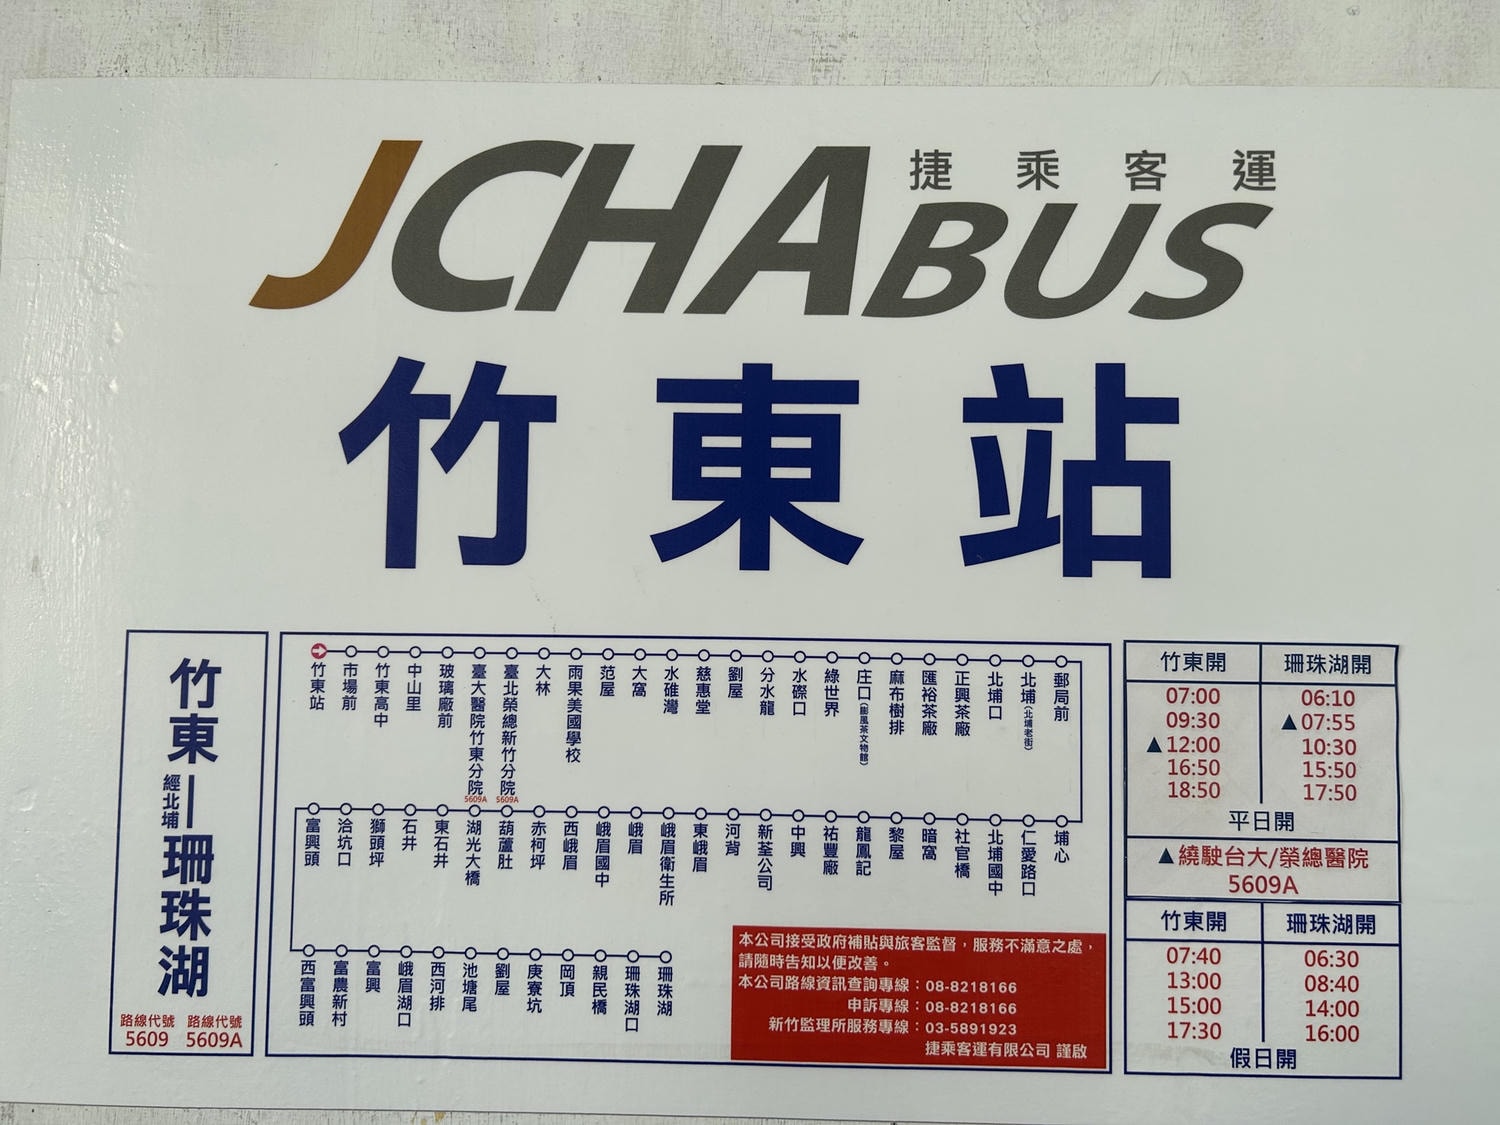 捷乘客運
JCHABUS
竹東站
竹東—珊珠湖
經北埔
路線代號 路線代號
5609 5609A
竹東站
市場前
竹東高中
中山里
玻璃廠前
臺大醫院竹東分院 5609A
臺北榮總新竹分院 5609A
大林
雨果美國學校
范屋
大窩
水碓灣
慈惠堂
劉屋
分水龍
水磜口
綠世界
庄口(膨風茶文物館)
麻布樹排
匯裕茶廠
正興茶廠
北埔口
北埔(北埔老街)
郵局前
富興頭
洽坑口
獅頭坪
石井
東石井
湖光大橋
葫蘆肚
赤柯坪
西峨眉
峨眉國中
峨眉
峨眉衛生所
東峨眉
河背
新荃公司
中興
祐豐廠
龍鳳記
黎屋
暗窩
社官橋
北埔國中
仁愛路口
埔心
西富興頭
富農新村
富興
峨眉湖口
西河排
池塘尾
劉屋
庚寮坑
岡頂
親民橋
珊珠湖口
珊珠湖
本公司接受政府補貼與旅客監督，服務不滿意之處，
請隨時告知以便改善。
本公司路線資訊查詢專線：08-8218166
申訴專線：08-8218166
新竹監理所服務專線：03-5891923
捷乘客運有限公司 謹啟
竹東開 珊珠湖開
07:00 06:10
09:30 ▲07:55
▲12:00 10:30
16:50 15:50
18:50 17:50
平日開
▲繞駛台大/榮總醫院
5609A
竹東開 珊珠湖開
07:40 06:30
13:00 08:40
15:00 14:00
17:30 16:00
假日開